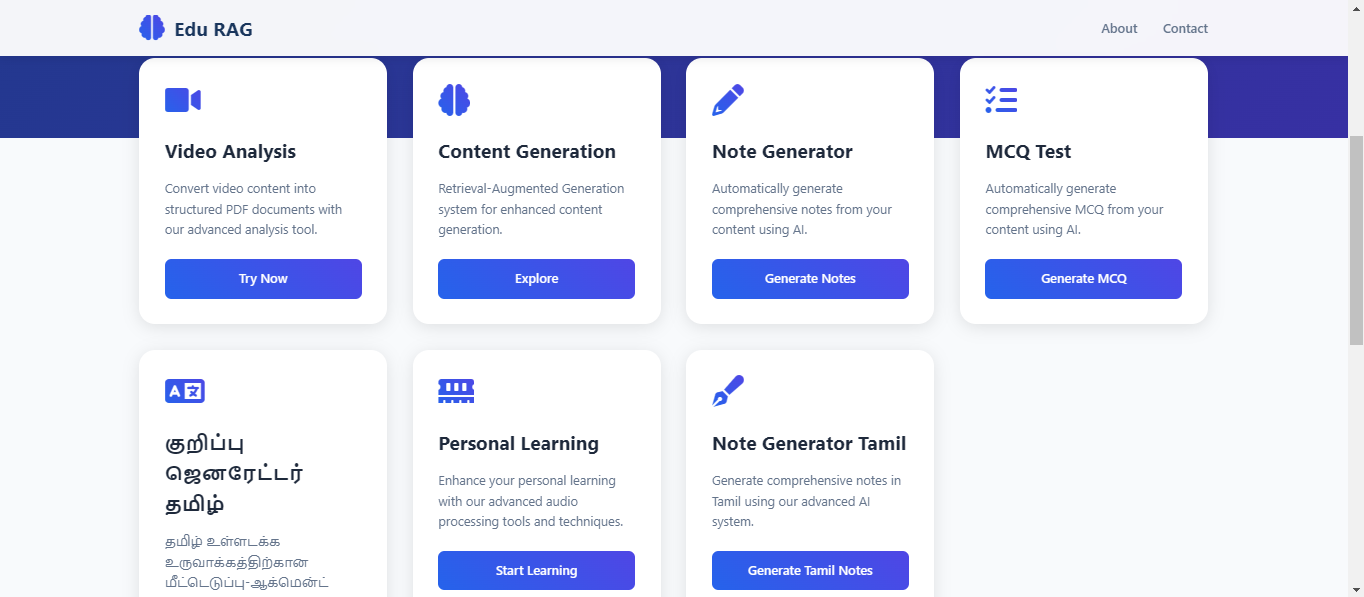 Edu RAG
About
Contact
Video Analysis
Convert video content into
structured PDF documents with
our advanced analysis tool.
Try Now
Content Generation
Retrieval-Augmented Generation
system for enhanced content
generation.
Explore
Note Generator
Automatically generate
comprehensive notes from your
content using AI.
Generate Notes
MCQ Test
Automatically generate
comprehensive MCQ from your
content using AI.
Generate MCQ
குறிப்பு
ஜெனரேட்டர்
தமிழ்
தமிழ் உள்ளடக்க
உருவாக்கத்திற்கான
மீட்டெடுப்பு-ஆக்மென்ட்
Personal Learning
Enhance your personal learning
with our advanced audio
processing tools and techniques.
Start Learning
Note Generator Tamil
Generate comprehensive notes in
Tamil using our advanced AI
system.
Generate Tamil Notes